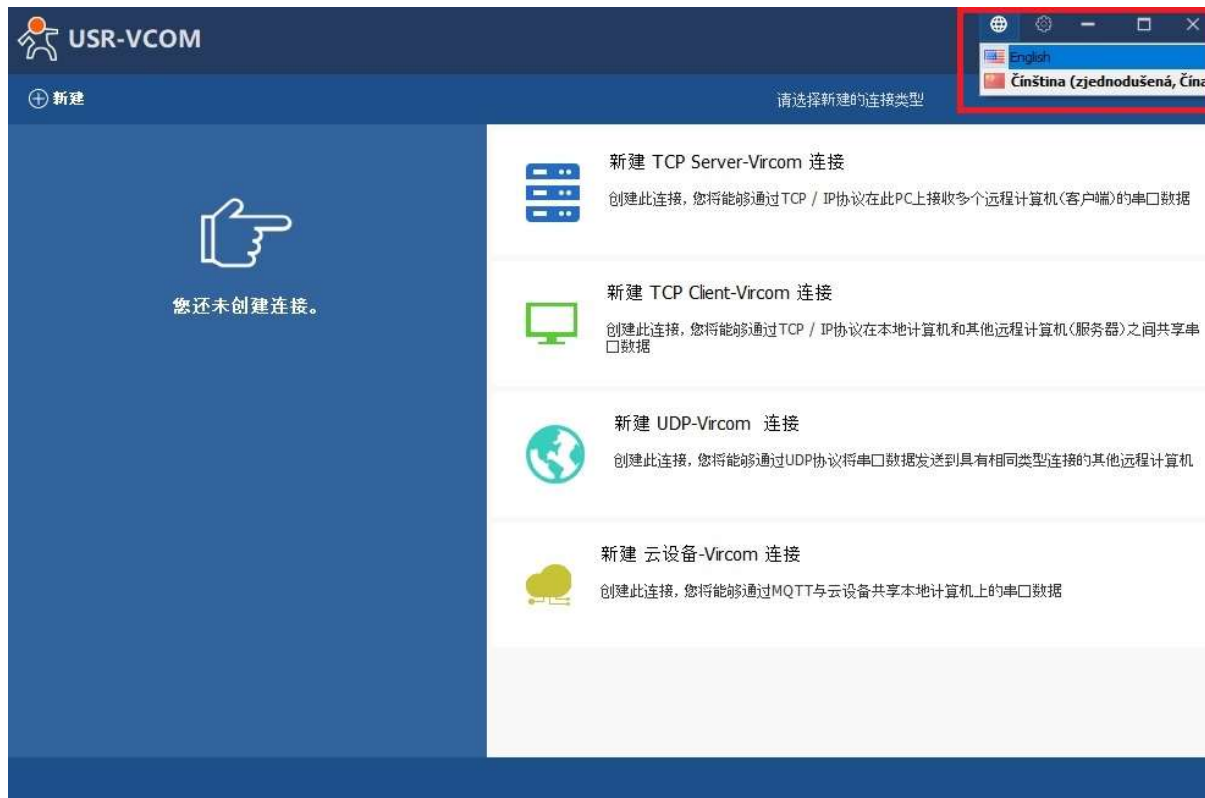 USR-VCOM
English
Čínština (zjednodušená, Čína
新建
请选择新建的连接类型
您还未创建连接。
新建 TCP Server-Vircom 连接
创建此连接, 您将能够通过TCP / IP协议在此PC上接收多个远程计算机(客户端)的串口数据
新建 TCP Client-Vircom 连接
创建此连接, 您将能够通过TCP / IP协议在本地计算机和其他远程计算机(服务器)之间共享串
口数据
新建 UDP-Vircom 连接
创建此连接, 您将能够通过UDP协议将串口数据发送到具有相同类型连接的其他远程计算机
新建 云设备-Vircom 连接
创建此连接, 您将能够通过MQTT与云设备共享本地计算机上的串口数据